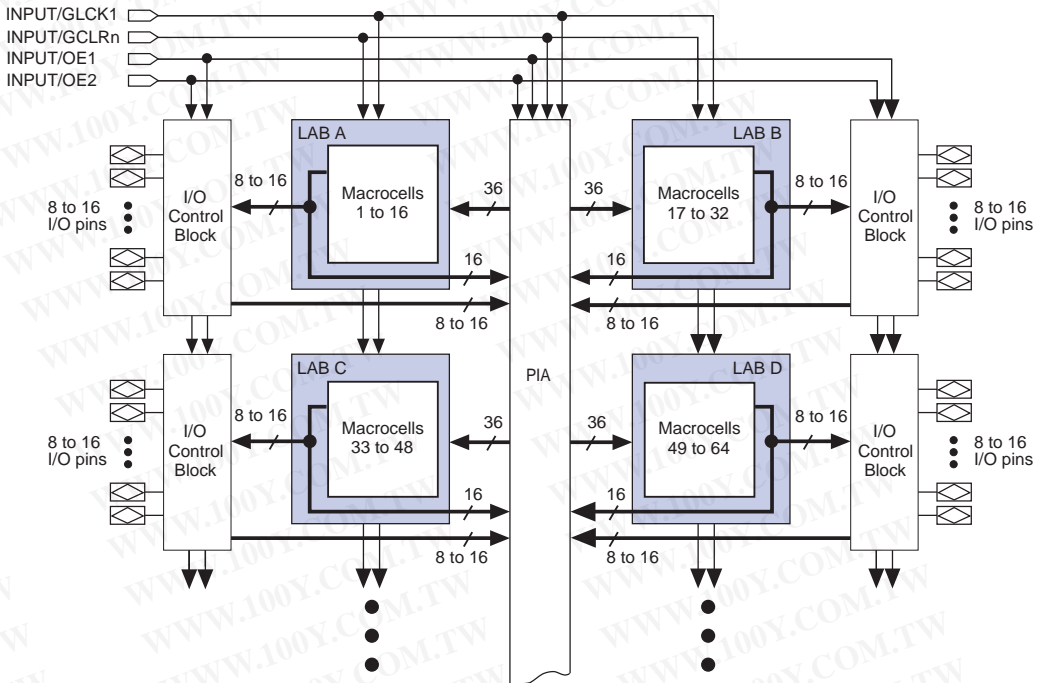 INPUT/GLCK1
INPUT/GCLRn
INPUT/OE1
INPUT/OE2
LAB A
LAB B
8 to 16
I/O pins
I/O
Control
Block
8 to 16
Macrocells
1 to 16
36
36
Macrocells
17 to 32
8 to 16
I/O
Control
Block
8 to 16
I/O pins
16
16
8 to 16
8 to 16
PIA
LAB C
LAB D
8 to 16
I/O pins
I/O
Control
Block
8 to 16
Macrocells
33 to 48
36
36
Macrocells
49 to 64
8 to 16
I/O
Control
Block
8 to 16
I/O pins
16
16
8 to 16
8 to 16
WWW.100Y.COM.TW